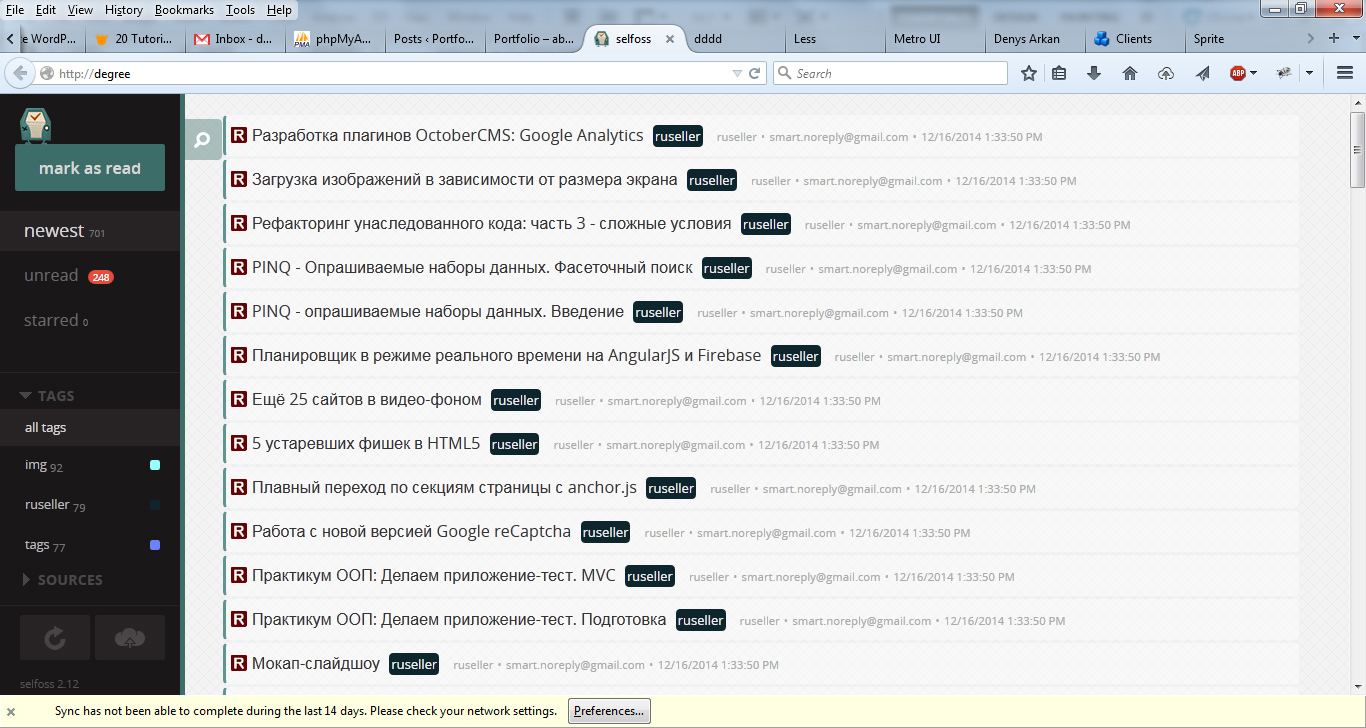 File Edit View History Bookmarks Tools Help
e WordP... 20 Tutori... Inbox - d... phpMyA... Posts ‹ Portfo... Portfolio – ab... selfoss dddd Less Metro UI Denys Arkan Clients Sprite
http://degree Search ABP
mark as read
newest 701
unread 248
starred 0
TAGS
all tags
img 92
ruseller 79
tags 77
SOURCES
selfoss 2.12
R Разработка плагинов OctoberCMS: Google Analytics ruseller ruseller • smart.noreply@gmail.com • 12/16/2014 1:33:50 PM
R Загрузка изображений в зависимости от размера экрана ruseller ruseller • smart.noreply@gmail.com • 12/16/2014 1:33:50 PM
R Рефакторинг унаследованного кода: часть 3 - сложные условия ruseller ruseller • smart.noreply@gmail.com • 12/16/2014 1:33:50 PM
R PINQ - Опрашиваемые наборы данных. Фасеточный поиск ruseller ruseller • smart.noreply@gmail.com • 12/16/2014 1:33:50 PM
R PINQ - опрашиваемые наборы данных. Введение ruseller ruseller • smart.noreply@gmail.com • 12/16/2014 1:33:50 PM
R Планировщик в режиме реального времени на AngularJS и Firebase ruseller ruseller • smart.noreply@gmail.com • 12/16/2014 1:33:50 PM
R Ещё 25 сайтов в видео-фоном ruseller ruseller • smart.noreply@gmail.com • 12/16/2014 1:33:50 PM
R 5 устаревших фишек в HTML5 ruseller ruseller • smart.noreply@gmail.com • 12/16/2014 1:33:50 PM
R Плавный переход по секциям страницы с anchor.js ruseller ruseller • smart.noreply@gmail.com • 12/16/2014 1:33:50 PM
R Работа с новой версией Google reCaptcha ruseller ruseller • smart.noreply@gmail.com • 12/16/2014 1:33:50 PM
R Практикум ООП: Делаем приложение-тест. MVC ruseller ruseller • smart.noreply@gmail.com • 12/16/2014 1:33:50 PM
R Практикум ООП: Делаем приложение-тест. Подготовка ruseller ruseller • smart.noreply@gmail.com • 12/16/2014 1:33:50 PM
R Мокап-слайдшоу ruseller ruseller • smart.noreply@gmail.com • 12/16/2014 1:33:50 PM
Sync has not been able to complete during the last 14 days. Please check your network settings. Preferences...